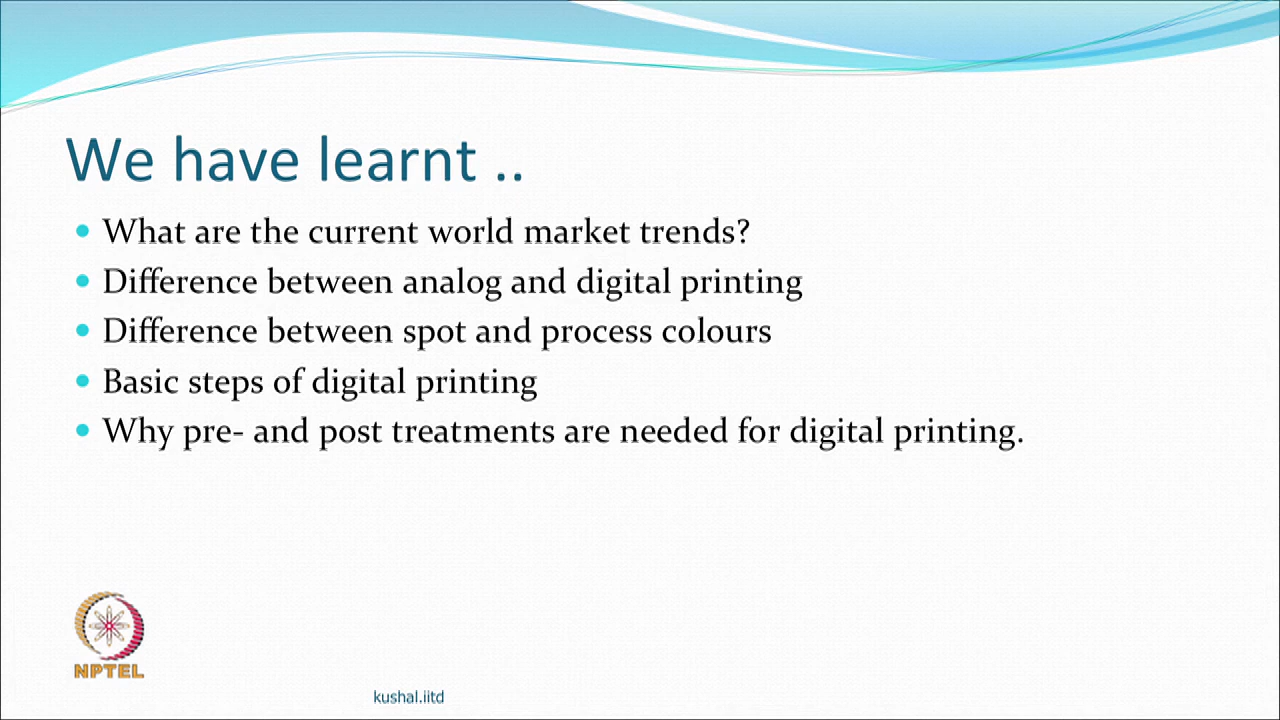 We have learnt ..
What are the current world market trends?
Difference between analog and digital printing
Difference between spot and process colours
Basic steps of digital printing
Why pre- and post treatments are needed for digital printing.
NPTEL
kushal.iitd